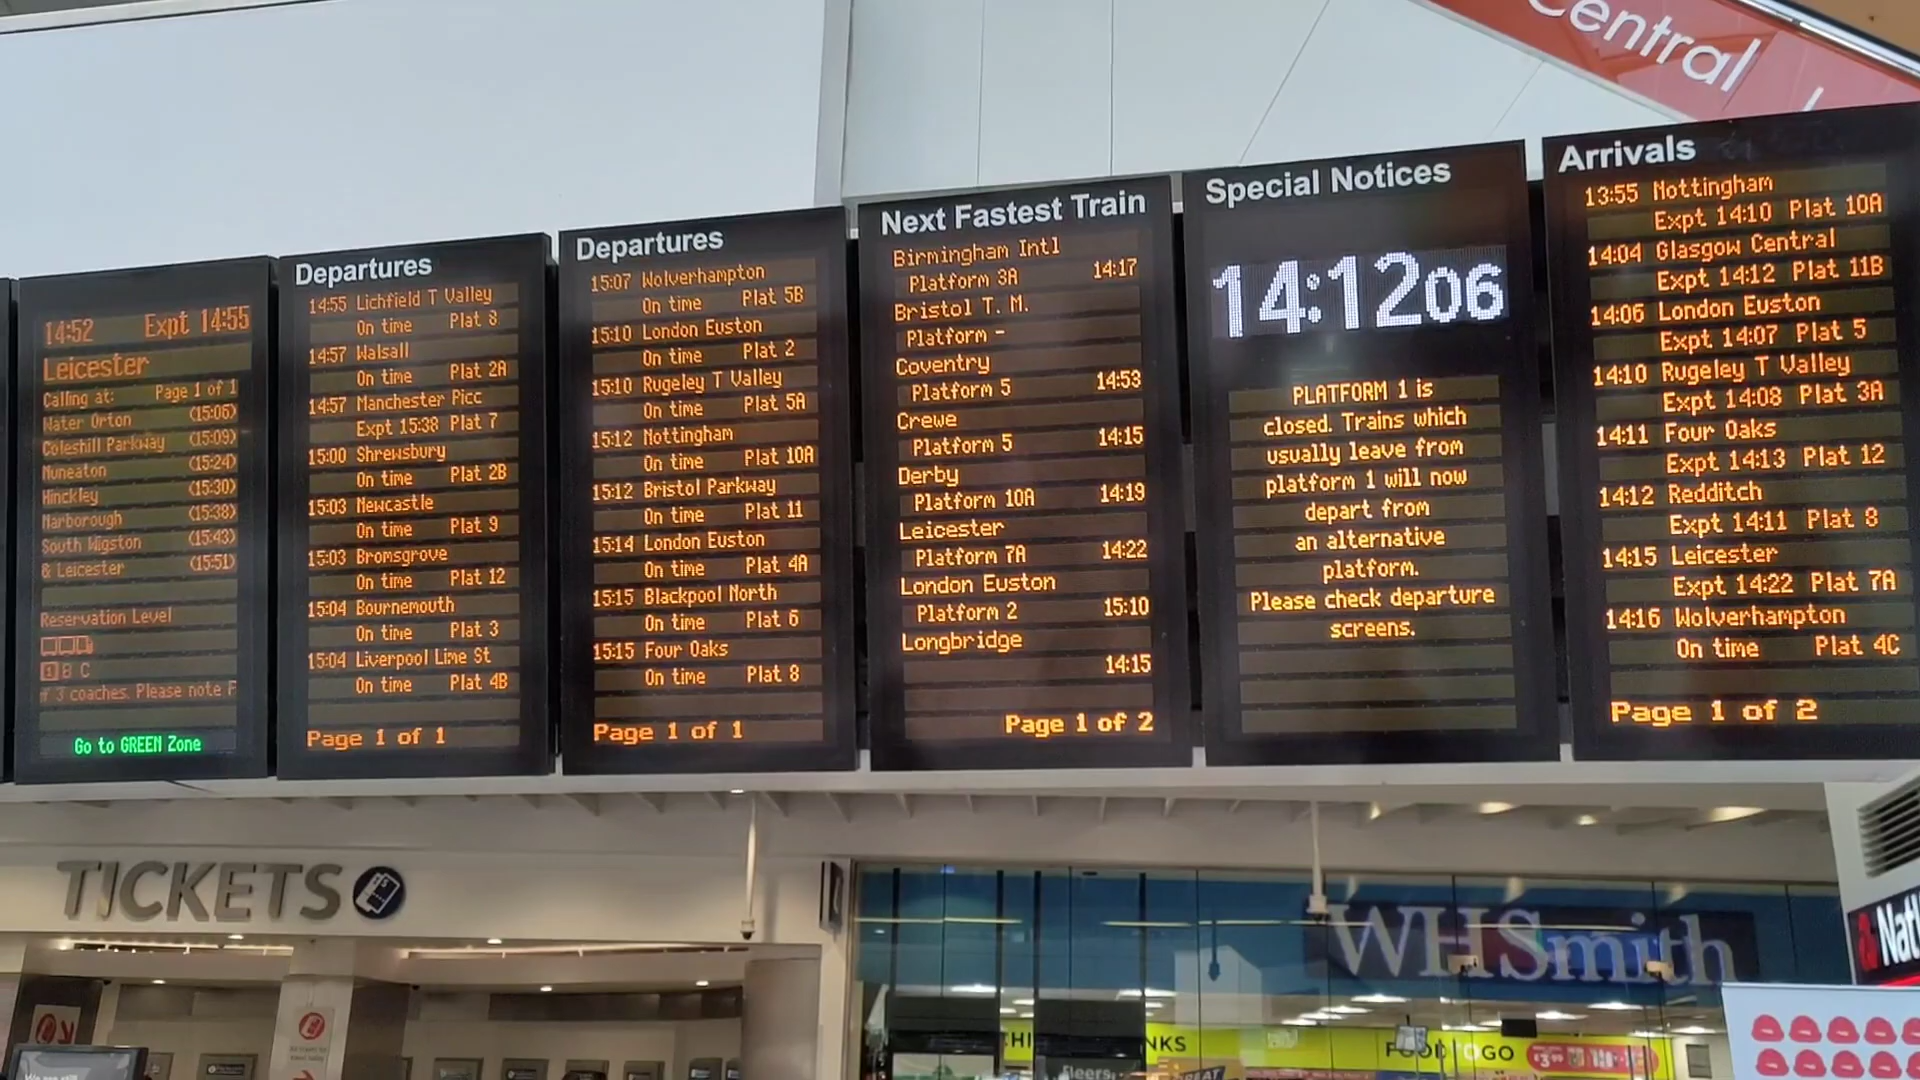 Central
14:52 Expt 14:55
Leicester
Calling at: Page 1 of 1
Water Orton (15:06)
Coleshill Parkway (15:09)
Nuneaton (15:24)
Hinckley (15:30)
Narborough (15:38)
South Wigston (15:43)
& Leicester (15:51)
Reservation Level
1 B C
f 3 coaches. Please note
Go to GREEN Zone
Departures
14:55 Lichfield T Valley
On time Plat 8
14:57 Walsall
On time Plat 2A
14:57 Manchester Picc
Expt 15:38 Plat 7
15:00 Shrewsbury
On time Plat 2B
15:03 Newcastle
On time Plat 9
15:03 Bromsgrove
On time Plat 12
15:04 Bournemouth
On time Plat 3
15:04 Liverpool Lime St
On time Plat 4B
Page 1 of 1
Departures
15:07 Wolverhampton
On time Plat 5B
15:10 London Euston
On time Plat 2
15:10 Rugeley T Valley
On time Plat 5A
15:12 Nottingham
On time Plat 10A
15:12 Bristol Parkway
On time Plat 11
15:14 London Euston
On time Plat 4A
15:15 Blackpool North
On time Plat 6
15:15 Four Oaks
On time Plat 8
Page 1 of 1
Next Fastest Train
Birmingham Intl
Platform 3A 14:17
Bristol T. M.
Platform -
Coventry
Platform 5 14:53
Crewe
Platform 5 14:15
Derby
Platform 10A 14:19
Leicester
Platform 7A 14:22
London Euston
Platform 2 15:10
Longbridge
14:15
Page 1 of 2
Special Notices
14:12 06
PLATFORM 1 is
closed. Trains which
usually leave from
platform 1 will now
depart from
an alternative
platform.
Please check departure
screens.
Arrivals
13:55 Nottingham
Expt 14:10 Plat 10A
14:04 Glasgow Central
Expt 14:12 Plat 11B
14:06 London Euston
Expt 14:07 Plat 5
14:10 Rugeley T Valley
Expt 14:08 Plat 3A
14:11 Four Oaks
Expt 14:13 Plat 12
14:12 Redditch
Expt 14:11 Plat 8
14:15 Leicester
Expt 14:22 Plat 7A
14:16 Wolverhampton
On time Plat 4C
Page 1 of 2
TICKETS
WHSmith
FOOD TO GO
£3.99